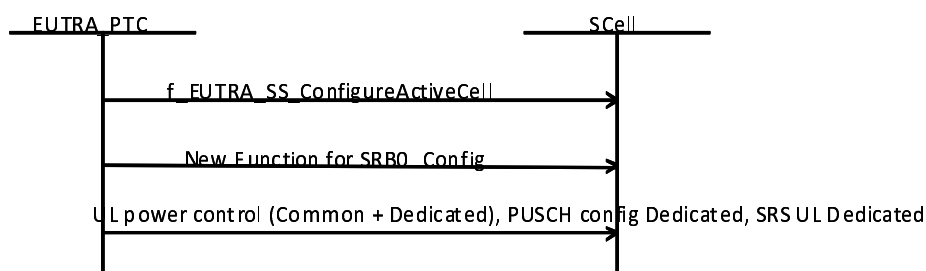 EUTRA_PTC
SCell
f_EUTRA_SS_ConfigureActiveCell
New Function for SRB0_Config
UL power control (Common + Dedicated), PUSCH config Dedicated, SRS UL Dedicated